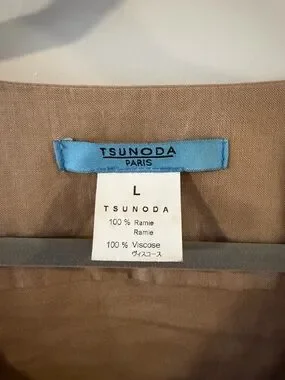 TSUNODA
PARIS
L
TSUNODA
100 % Ramie
Ramie
100 % Viscose
ヴィスコース